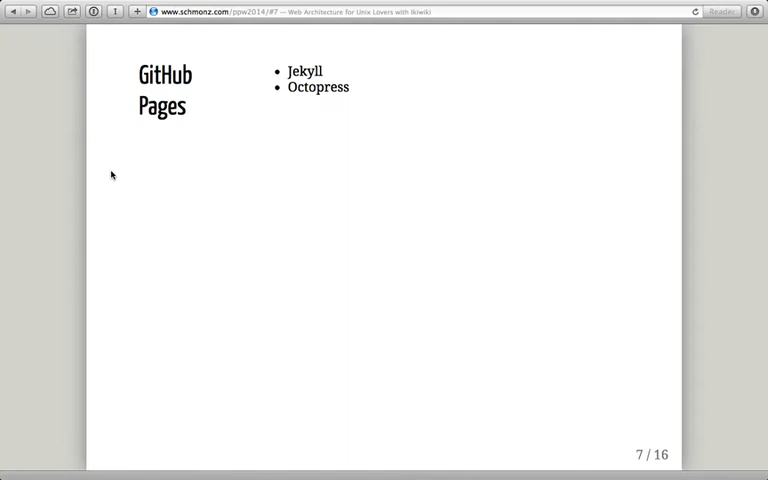 www.schmonz.com/ppw2014/#7 — Web Architecture for Unix Lovers with Ikiwiki
Reader
GitHub
Pages
• Jekyll
• Octopress
7 / 16